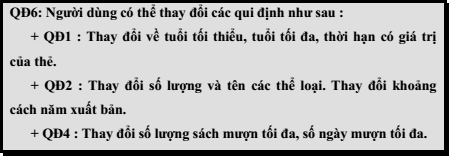 QĐ6: Người dùng có thể thay đổi các qui định như sau :
+ QĐ1 : Thay đổi về tuổi tối thiểu, tuổi tối đa, thời hạn có giá trị
của thẻ.
+ QĐ2 : Thay đổi số lượng và tên các thể loại. Thay đổi khoảng
cách năm xuất bản.
+ QĐ4 : Thay đổi số lượng sách mượn tối đa, số ngày mượn tối đa.